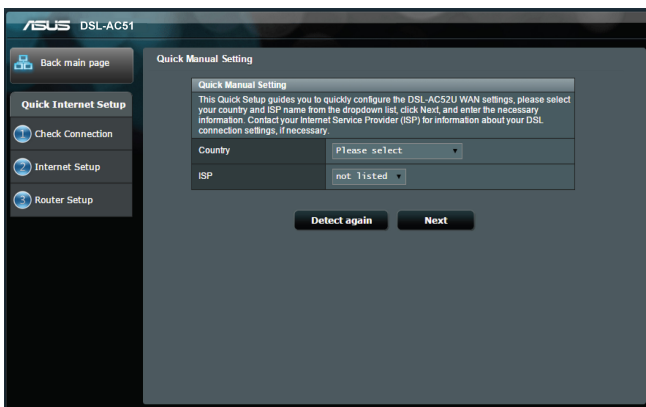 ASUS DSL-AC51
Back main page
Quick Internet Setup
1 Check Connection
2 Internet Setup
3 Router Setup
Quick Manual Setting
Quick Manual Setting
This Quick Setup guides you to quickly configure the DSL-AC52U WAN settings, please select
your country and ISP name from the dropdown list, click Next, and enter the necessary
information. Contact your Internet Service Provider (ISP) for information about your DSL
connection settings, if necessary.
Country Please select
ISP not listed
Detect again Next